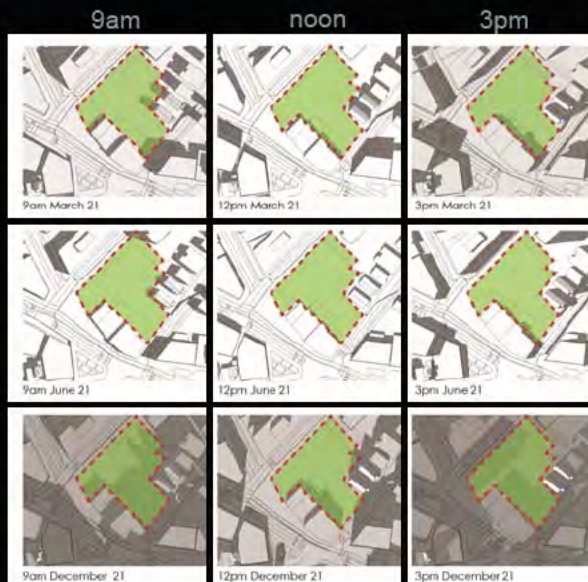 9am noon 3pm
9am March 21
12pm March 21
3pm March 21
9am June 21
12pm June 21
3pm June 21
9am December 21
12pm December 21
3pm December 21